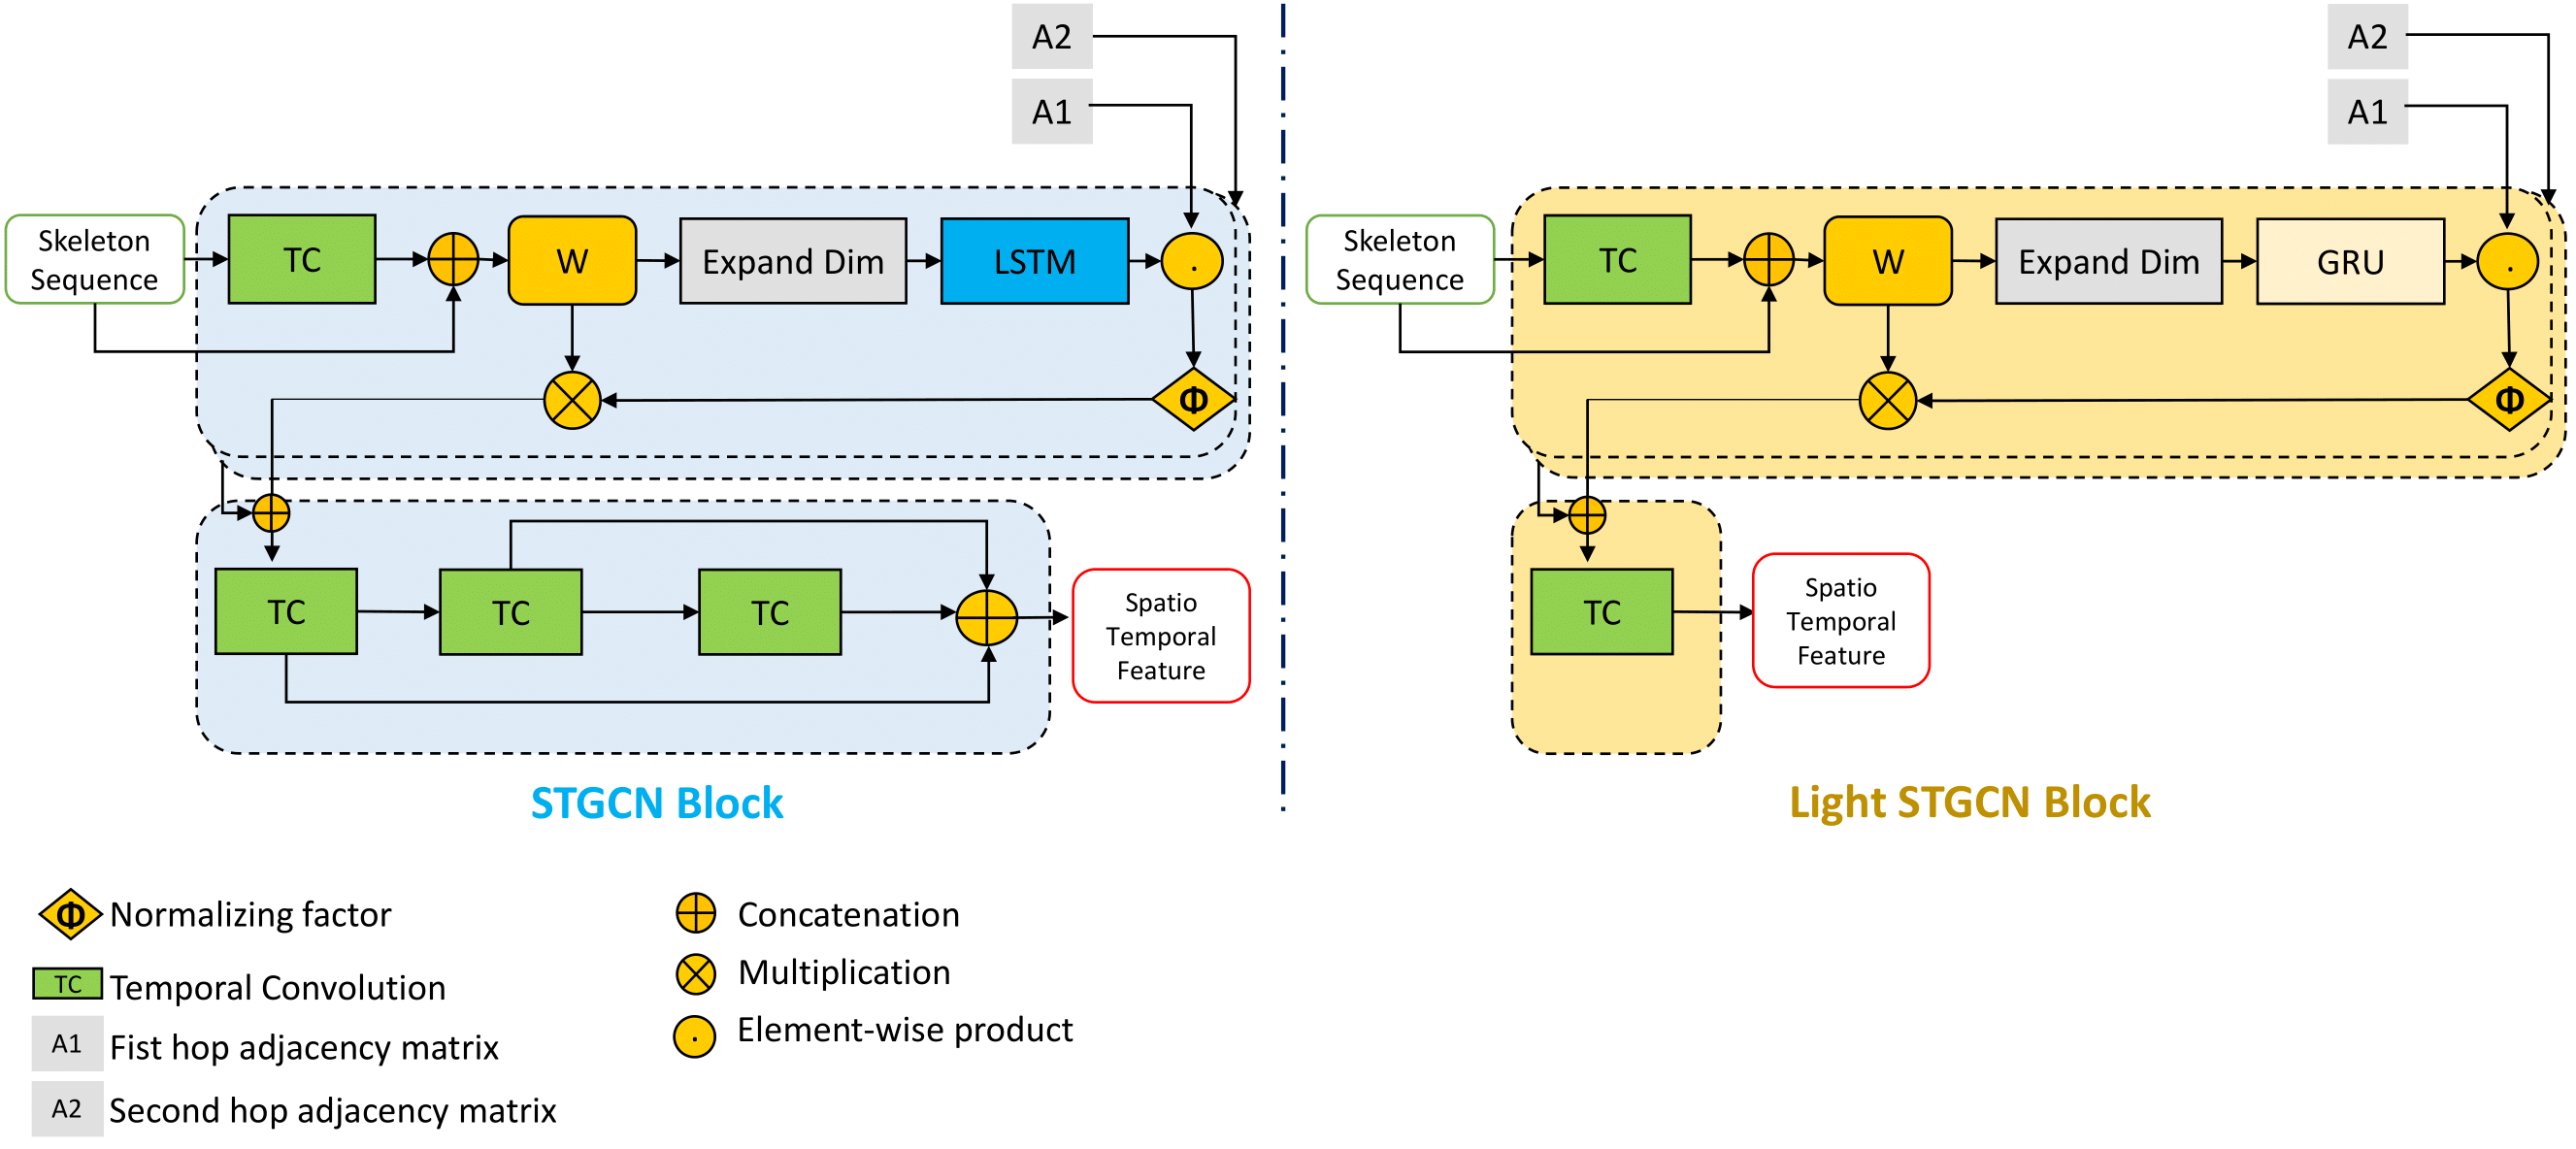 A2
A1
Skeleton
Sequence
TC
W
Expand Dim
LSTM
.
Φ
TC
TC
TC
Spatio
Temporal
Feature
STGCN Block
A2
A1
Skeleton
Sequence
TC
W
Expand Dim
GRU
.
Φ
TC
Spatio
Temporal
Feature
Light STGCN Block
Φ Normalizing factor
TC Temporal Convolution
A1 Fist hop adjacency matrix
A2 Second hop adjacency matrix
Concatenation
Multiplication
. Element-wise product